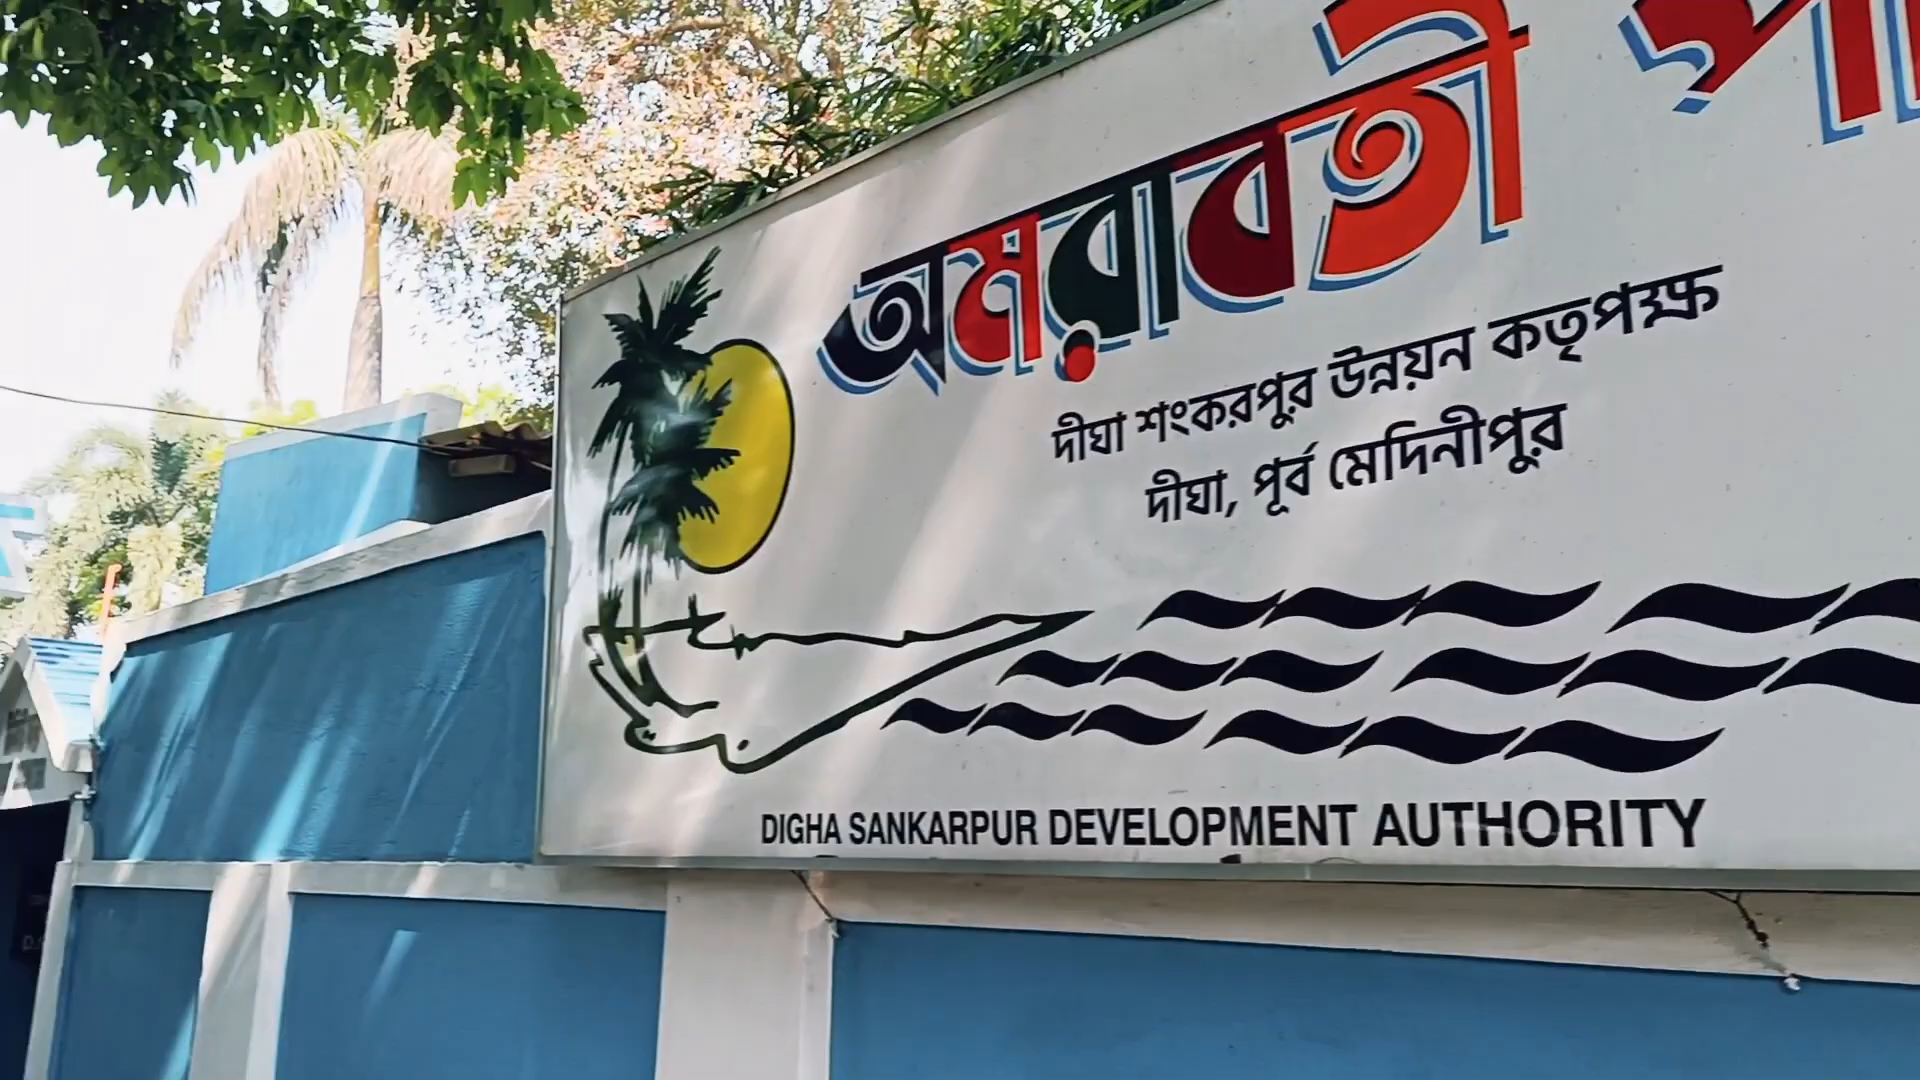 অমরাবতী পা
দীঘা শংকরপুর উন্নয়ন কতৃপক্ষ
দীঘা, পূর্ব মেদিনীপুর
DIGHA SANKARPUR DEVELOPMENT AUTHORITY